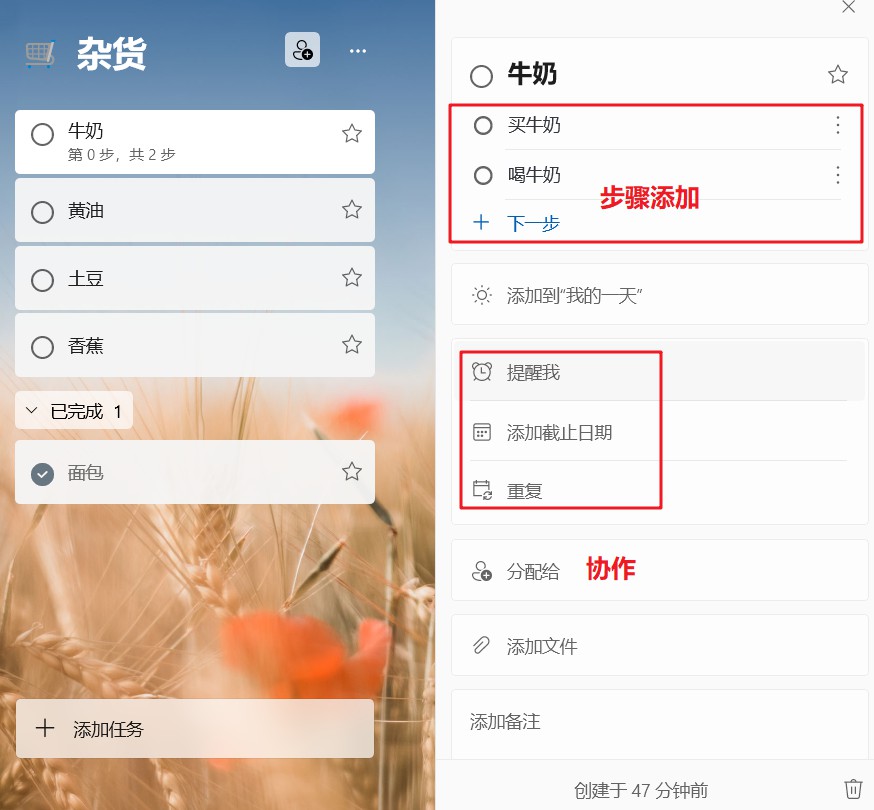 杂货
牛奶
第 0 步，共 2 步
黄油
土豆
香蕉
已完成 1
面包
添加任务
牛奶
买牛奶
喝牛奶
步骤添加
下一步
添加到“我的一天”
提醒我
添加截止日期
重复
分配给
协作
添加文件
添加备注
创建于 47 分钟前